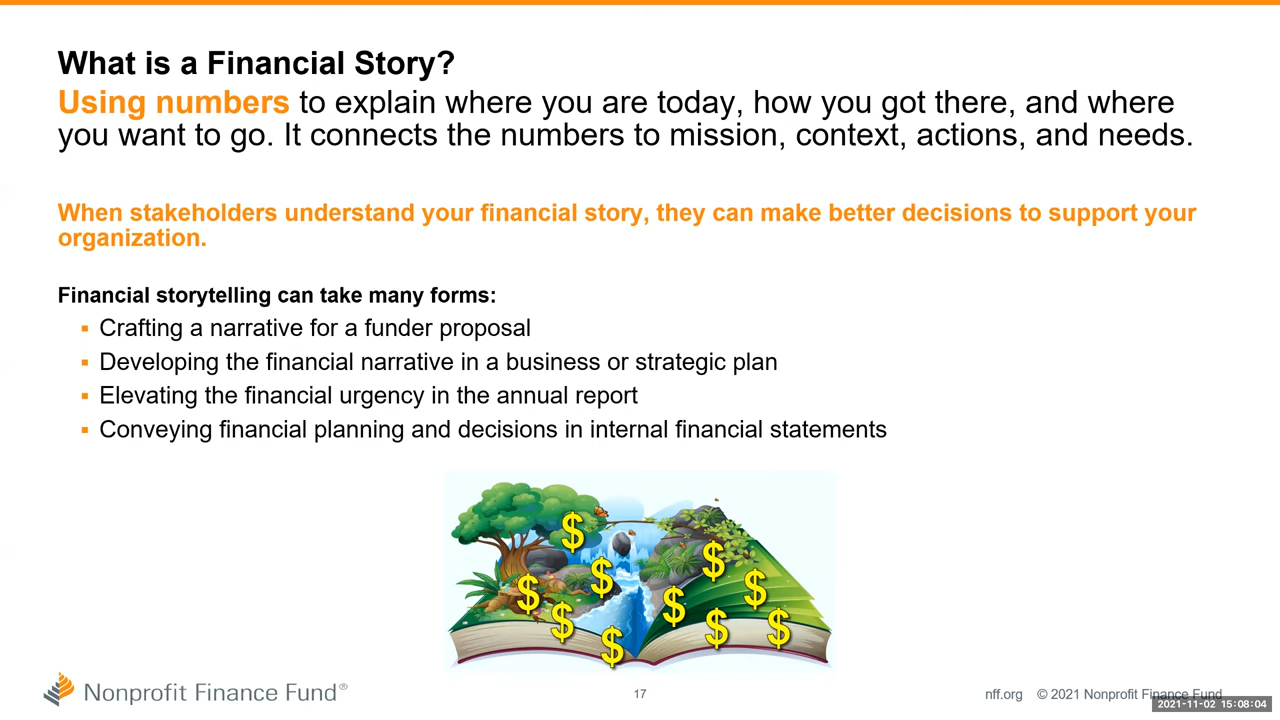 What is a Financial Story?
Using numbers to explain where you are today, how you got there, and where
you want to go. It connects the numbers to mission, context, actions, and needs.
When stakeholders understand your financial story, they can make better decisions to support your
organization.
Financial storytelling can take many forms:
▪ Crafting a narrative for a funder proposal
▪ Developing the financial narrative in a business or strategic plan
▪ Elevating the financial urgency in the annual report
▪ Conveying financial planning and decisions in internal financial statements
$ $ $ $ $ $ $ $ $ $
Nonprofit Finance Fund®
17
nff.org © 2021 Nonprofit Finance Fund
2021-11-02 15:08:04